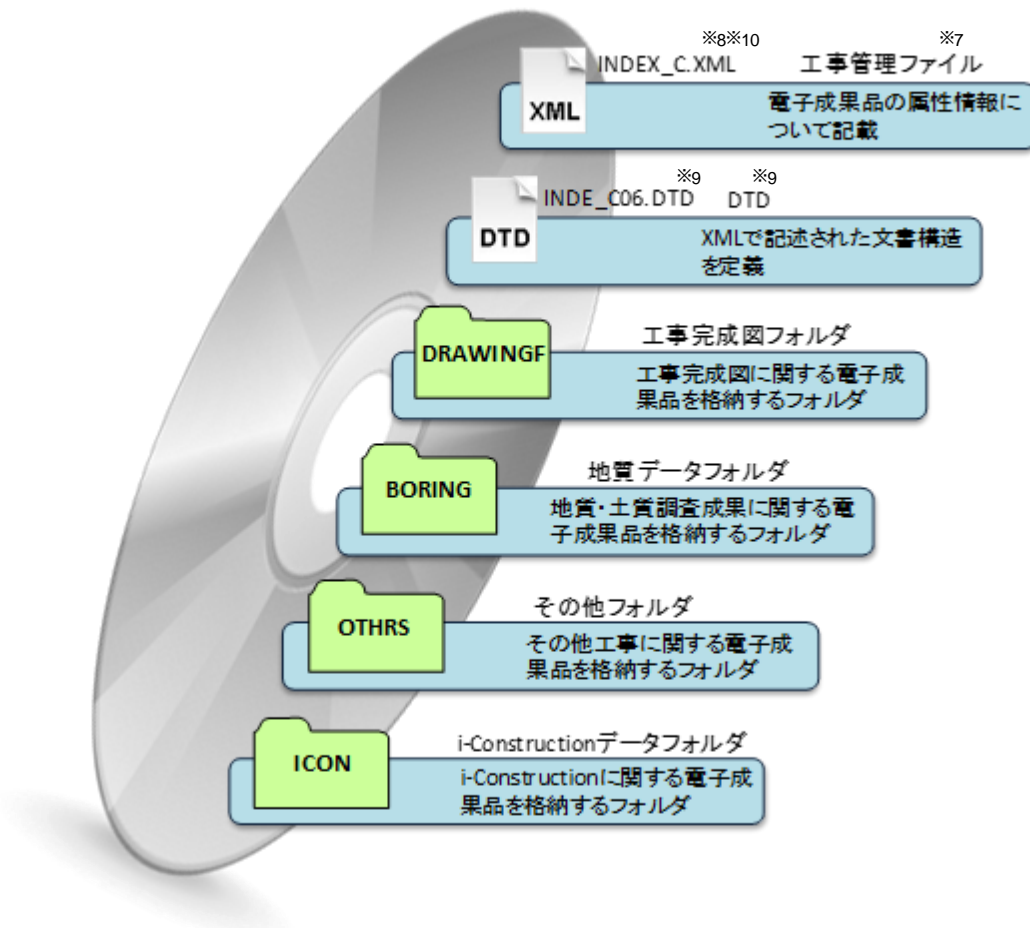 ※8※10 ※7
INDEX_C.XML 工事管理ファイル
XML
電子成果品の属性情報に
ついて記載
※9 ※9
INDE_C06.DTD DTD
DTD
XMLで記述された文書構造
を定義
工事完成図フォルダ
DRAWINGF
工事完成図に関する電子成
果品を格納するフォルダ
地質データフォルダ
BORING
地質・土質調査成果に関する電
子成果品を格納するフォルダ
その他フォルダ
OTHRS
その他工事に関する電子成
果品を格納するフォルダ
i-Constructionデータフォルダ
ICON
i-Constructionに関する電子成
果品を格納するフォルダ